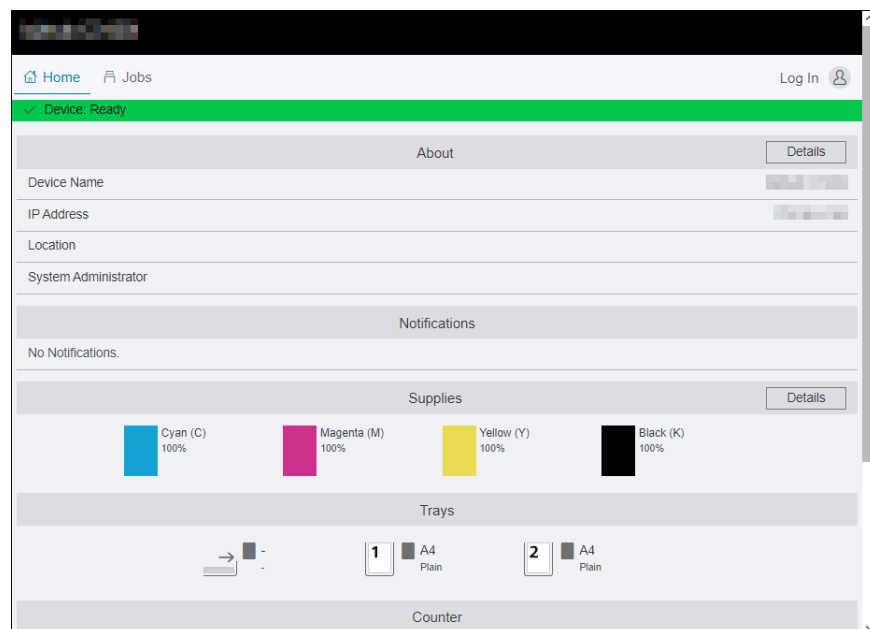 Home Jobs Log In
Device: Ready
About Details
Device Name
IP Address
Location
System Administrator
Notifications
No Notifications.
Supplies Details
Cyan (C) Magenta (M) Yellow (Y) Black (K)
100% 100% 100% 100%
Trays
- 1 A4 2 A4
- Plain Plain
Counter